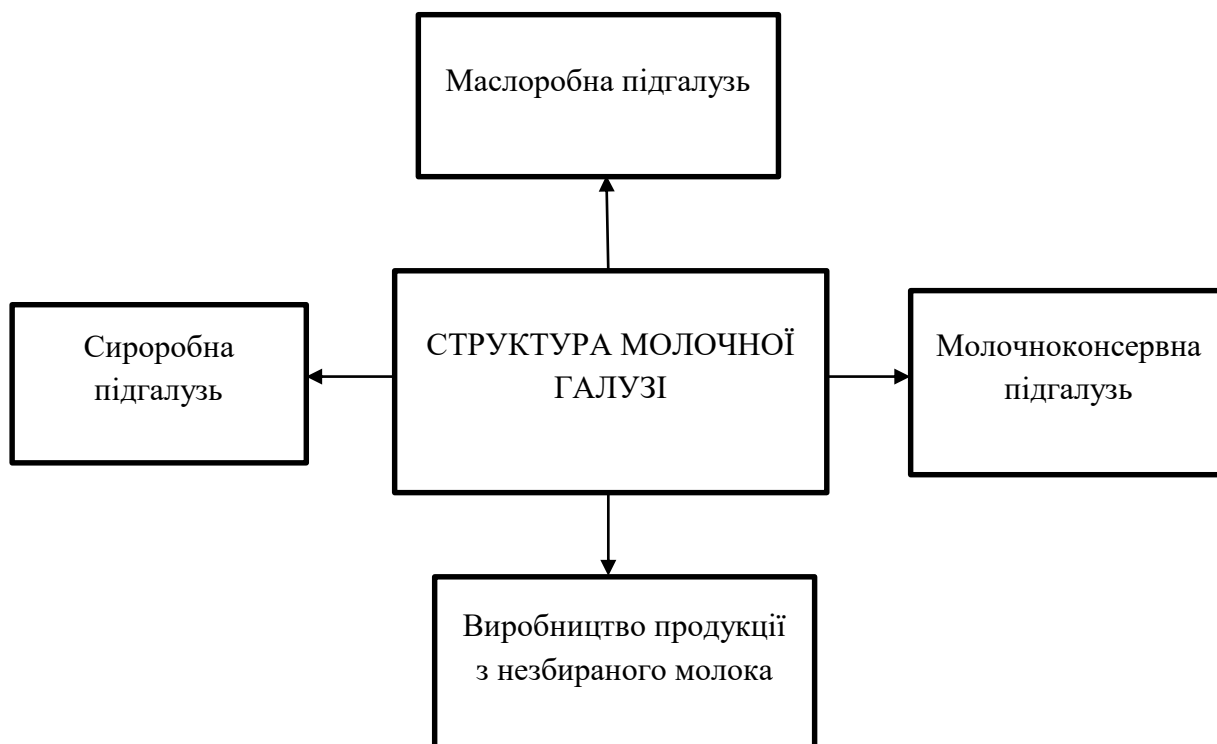 Маслоробна підгалузь
Сироробна
підгалузь
СТРУКТУРА МОЛОЧНОЇ
ГАЛУЗІ
Молочноконсервна
підгалузь
Виробництво продукції
з незбираного молока